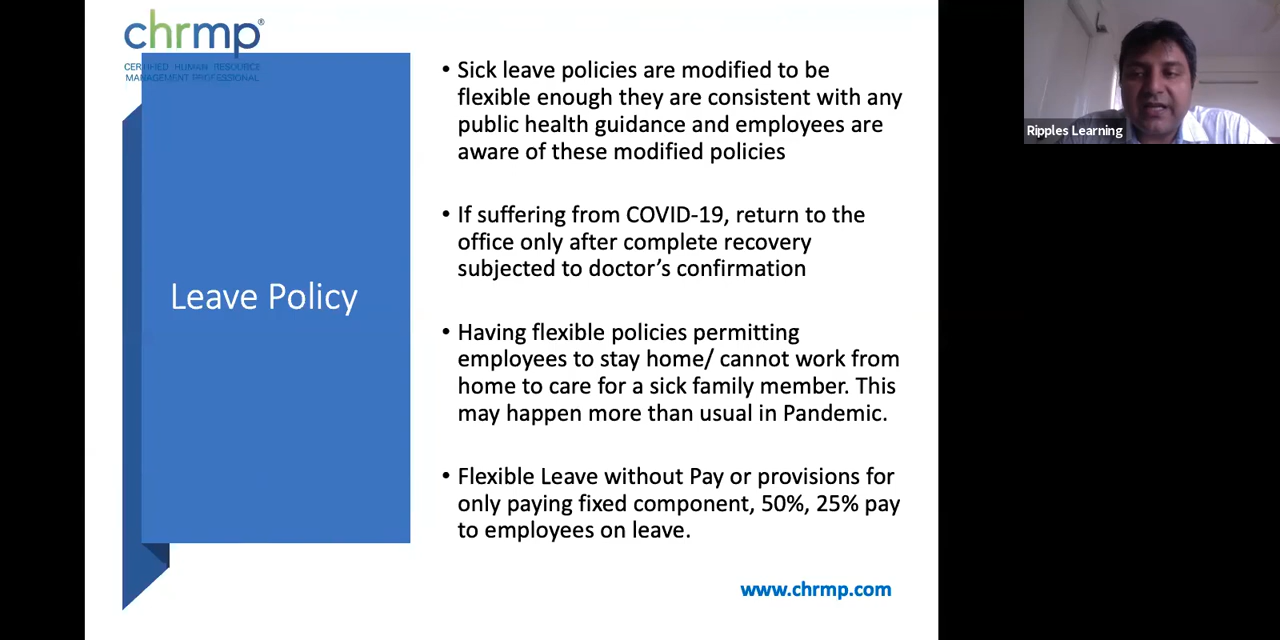 chrmp®
CERTIFIED HUMAN RESOURCE
MANAGEMENT PROFESSIONAL
Leave Policy
• Sick leave policies are modified to be
flexible enough they are consistent with any
public health guidance and employees are
aware of these modified policies
• If suffering from COVID-19, return to the
office only after complete recovery
subjected to doctor’s confirmation
• Having flexible policies permitting
employees to stay home/ cannot work from
home to care for a sick family member. This
may happen more than usual in Pandemic.
• Flexible Leave without Pay or provisions for
only paying fixed component, 50%, 25% pay
to employees on leave.
www.chrmp.com
Ripples Learning